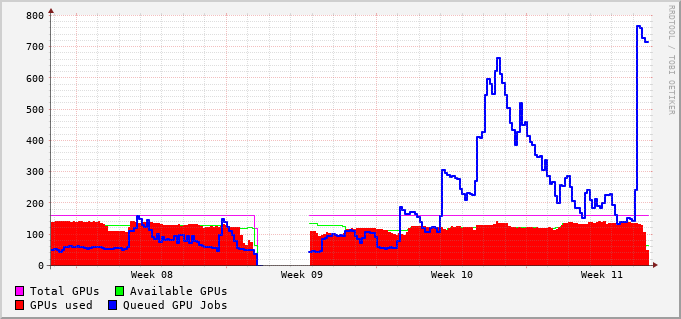 800
700
600
500
400
300
200
100
0
Week 08 Week 09 Week 10 Week 11
Total GPUs Available GPUs
GPUs used Queued GPU Jobs
RRDTOOL / TOBI OETIKER